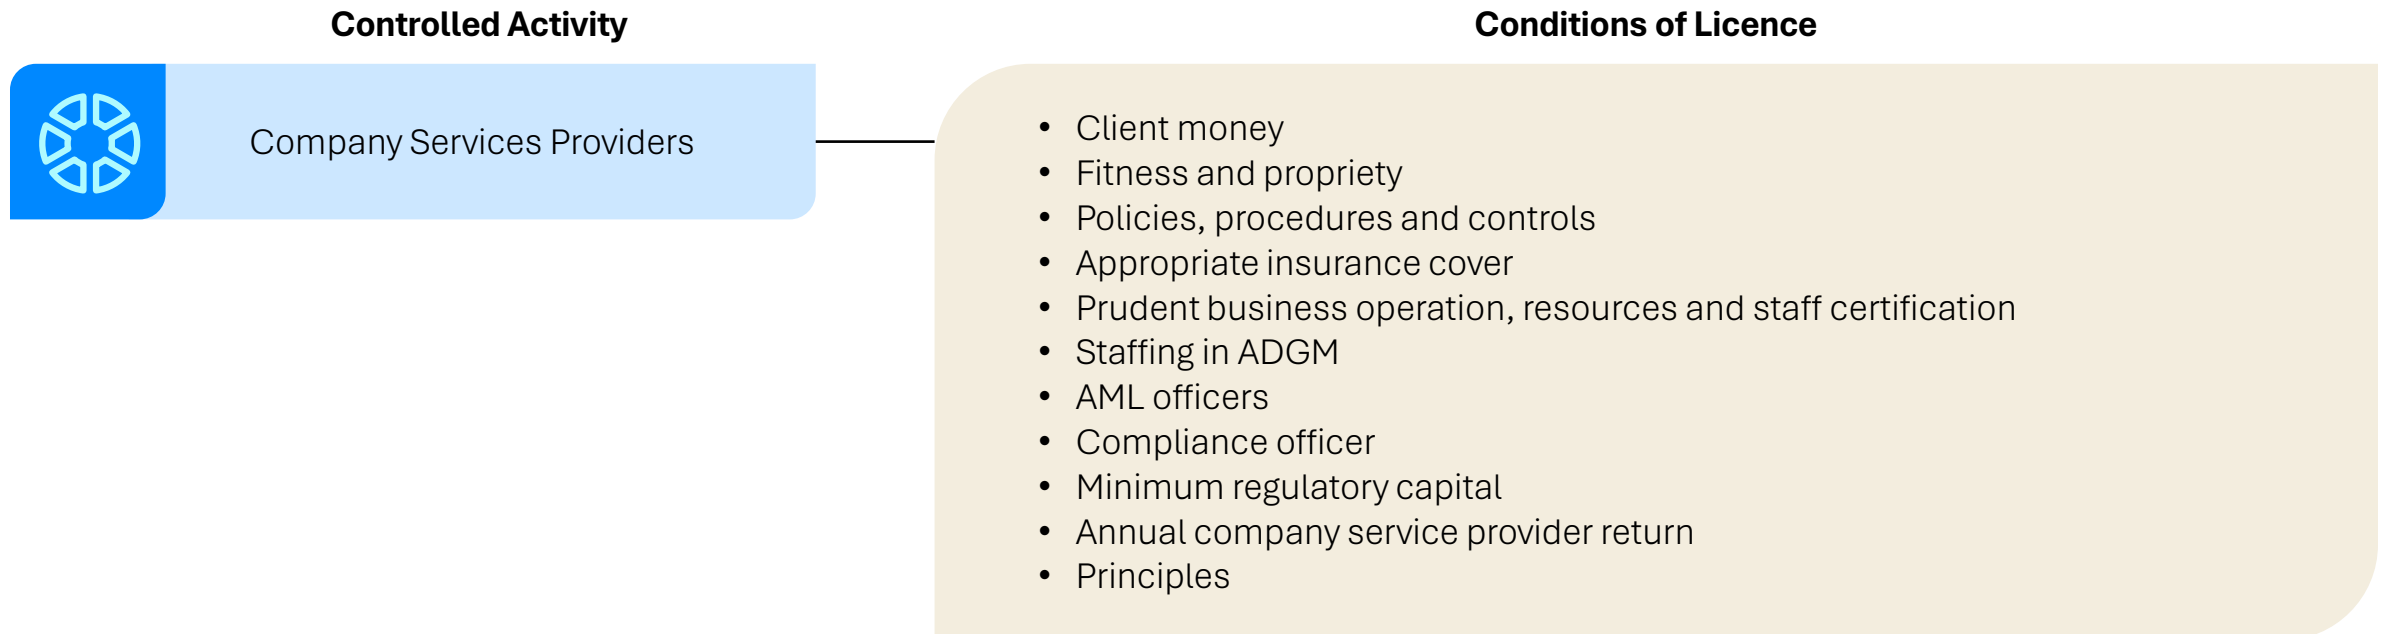 Controlled Activity
Conditions of Licence
Company Services Providers
• Client money
• Fitness and propriety
• Policies, procedures and controls
• Appropriate insurance cover
• Prudent business operation, resources and staff certification
• Staffing in ADGM
• AML officers
• Compliance officer
• Minimum regulatory capital
• Annual company service provider return
• Principles